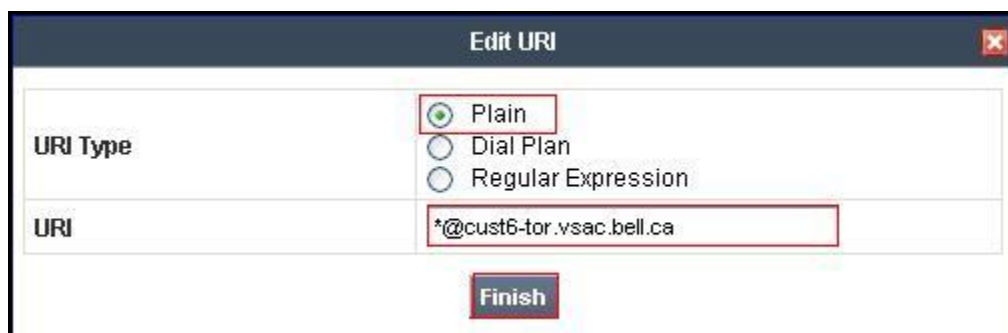 Edit URI
URI Type
Plain
Dial Plan
Regular Expression
URI
*@cust6-tor.vsac.bell.ca
Finish